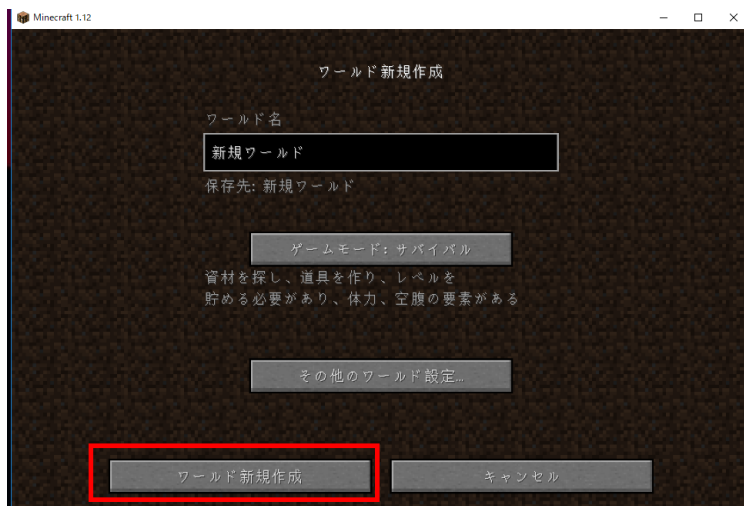 Minecraft 1.12
ワールド新規作成
ワールド名
新規ワールド
保存先: 新規ワールド
ゲームモード: サバイバル
資材を探し、道具を作り、レベルを
貯める必要があり、体力、空腹の要素がある
その他のワールド設定...
ワールド新規作成
キャンセル